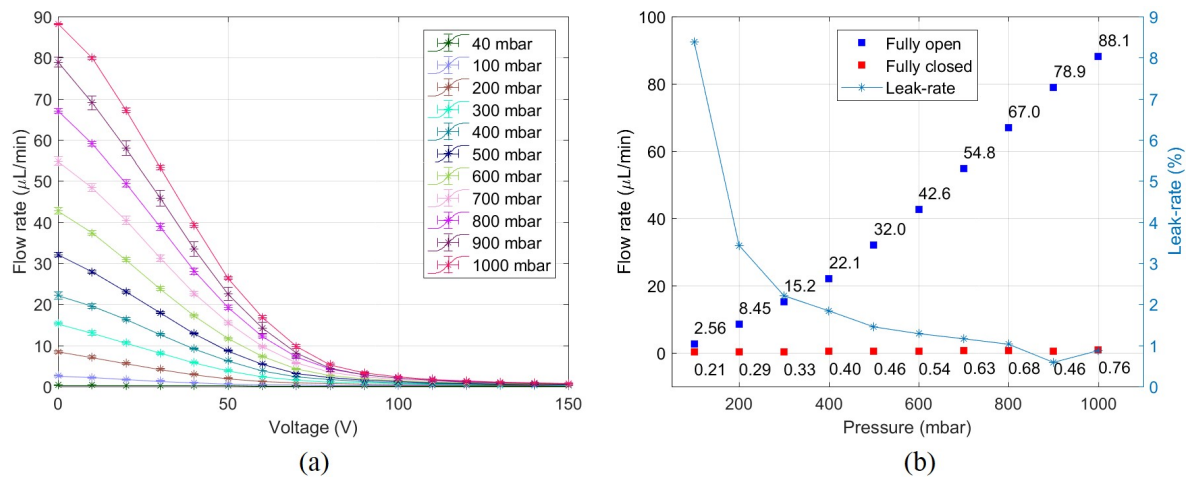 90
80
70
60
50
40
30
20
10
0
Flow rate (μL/min)
0
50
100
150
Voltage (V)
40 mbar
100 mbar
200 mbar
300 mbar
400 mbar
500 mbar
600 mbar
700 mbar
800 mbar
900 mbar
1000 mbar
(a)
100
80
60
40
20
0
Flow rate (μL/min)
Fully open
Fully closed
Leak-rate
2.56
8.45
15.2
22.1
32.0
42.6
54.8
67.0
78.9
88.1
0.21 0.29 0.33 0.40 0.46 0.54 0.63 0.68 0.46 0.76
200
400
600
800
1000
Pressure (mbar)
9
8
7
6
5
4
3
2
1
0
Leak-rate (%)
(b)